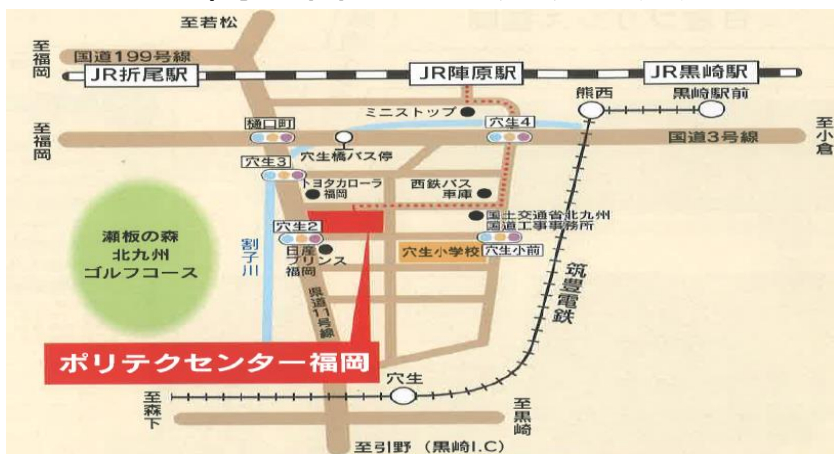 至若松
至福岡
国道199号線
JR折尾駅
JR陣原駅
JR黒崎駅
熊西
黒崎駅前
ミニストップ
至福岡
樋口町
穴生4
国道3号線
至小倉
穴生橋バス停
穴生3
トヨタカローラ
福岡
西鉄バス
車庫
瀬板の森
北九州
ゴルフコース
割子川
穴生2
国土交通省北九州
国道工事事務所
日産
プリンス
福岡
穴生小学校
穴生小前
県道11号線
筑豊電鉄
ポリテクセンター福岡
穴生
至森下
至黒崎
至引野(黒崎I.C)